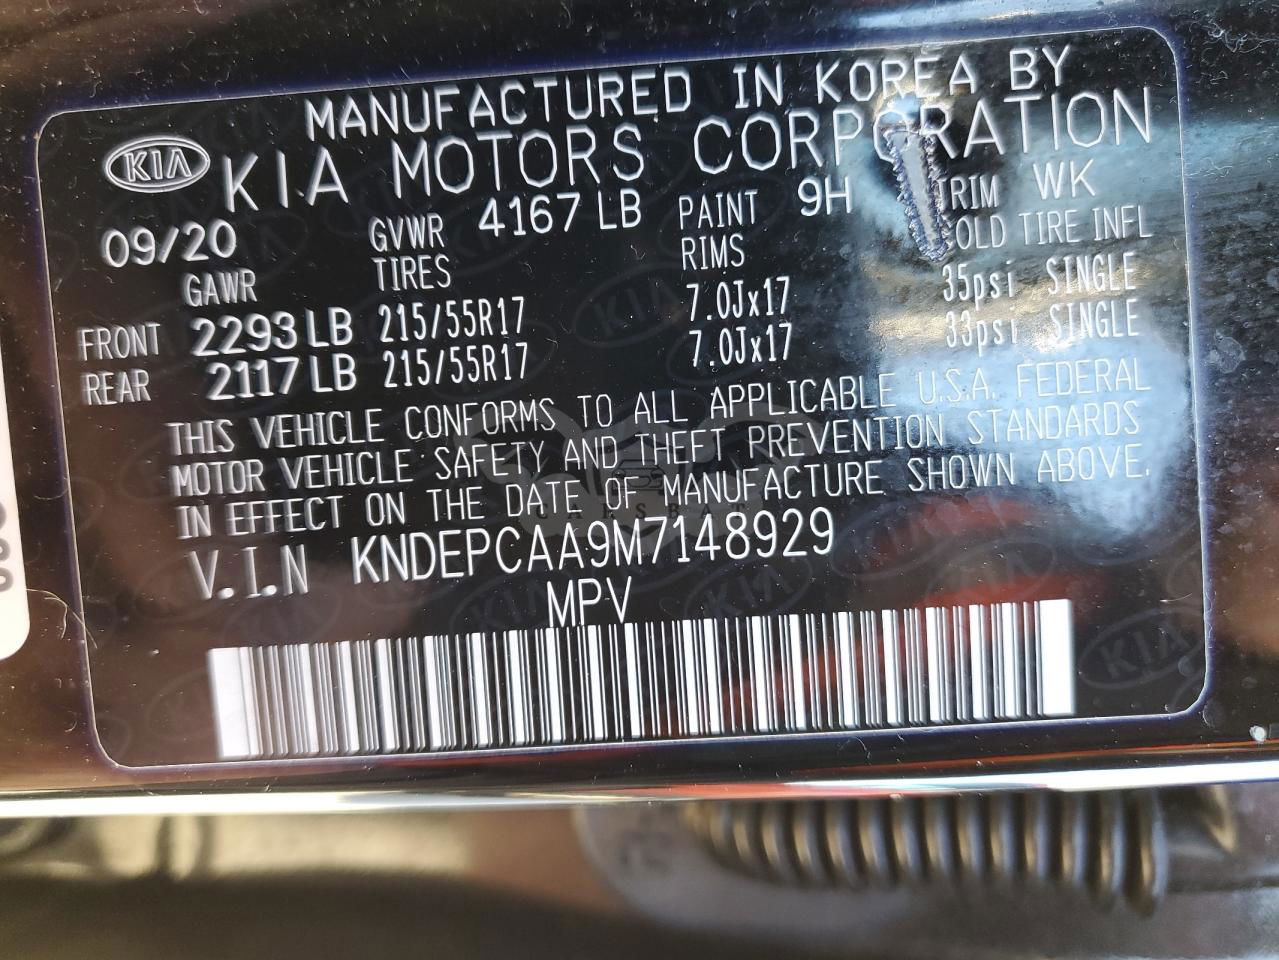 MANUFACTURED IN KOREA BY
KIA KIA MOTORS CORPORATION
09/20 GVWR 4167 LB PAINT 9H TRIM WK
GAWR TIRES RIMS COLD TIRE INFL
FRONT 2293 LB 215/55R17 7.0Jx17 35psi SINGLE
REAR 2117 LB 215/55R17 7.0Jx17 33psi SINGLE
THIS VEHICLE CONFORMS TO ALL APPLICABLE U.S.A. FEDERAL
MOTOR VEHICLE SAFETY AND THEFT PREVENTION STANDARDS
IN EFFECT ON THE DATE OF MANUFACTURE SHOWN ABOVE.
V.I.N KNDEPCAA9M7148929
MPV